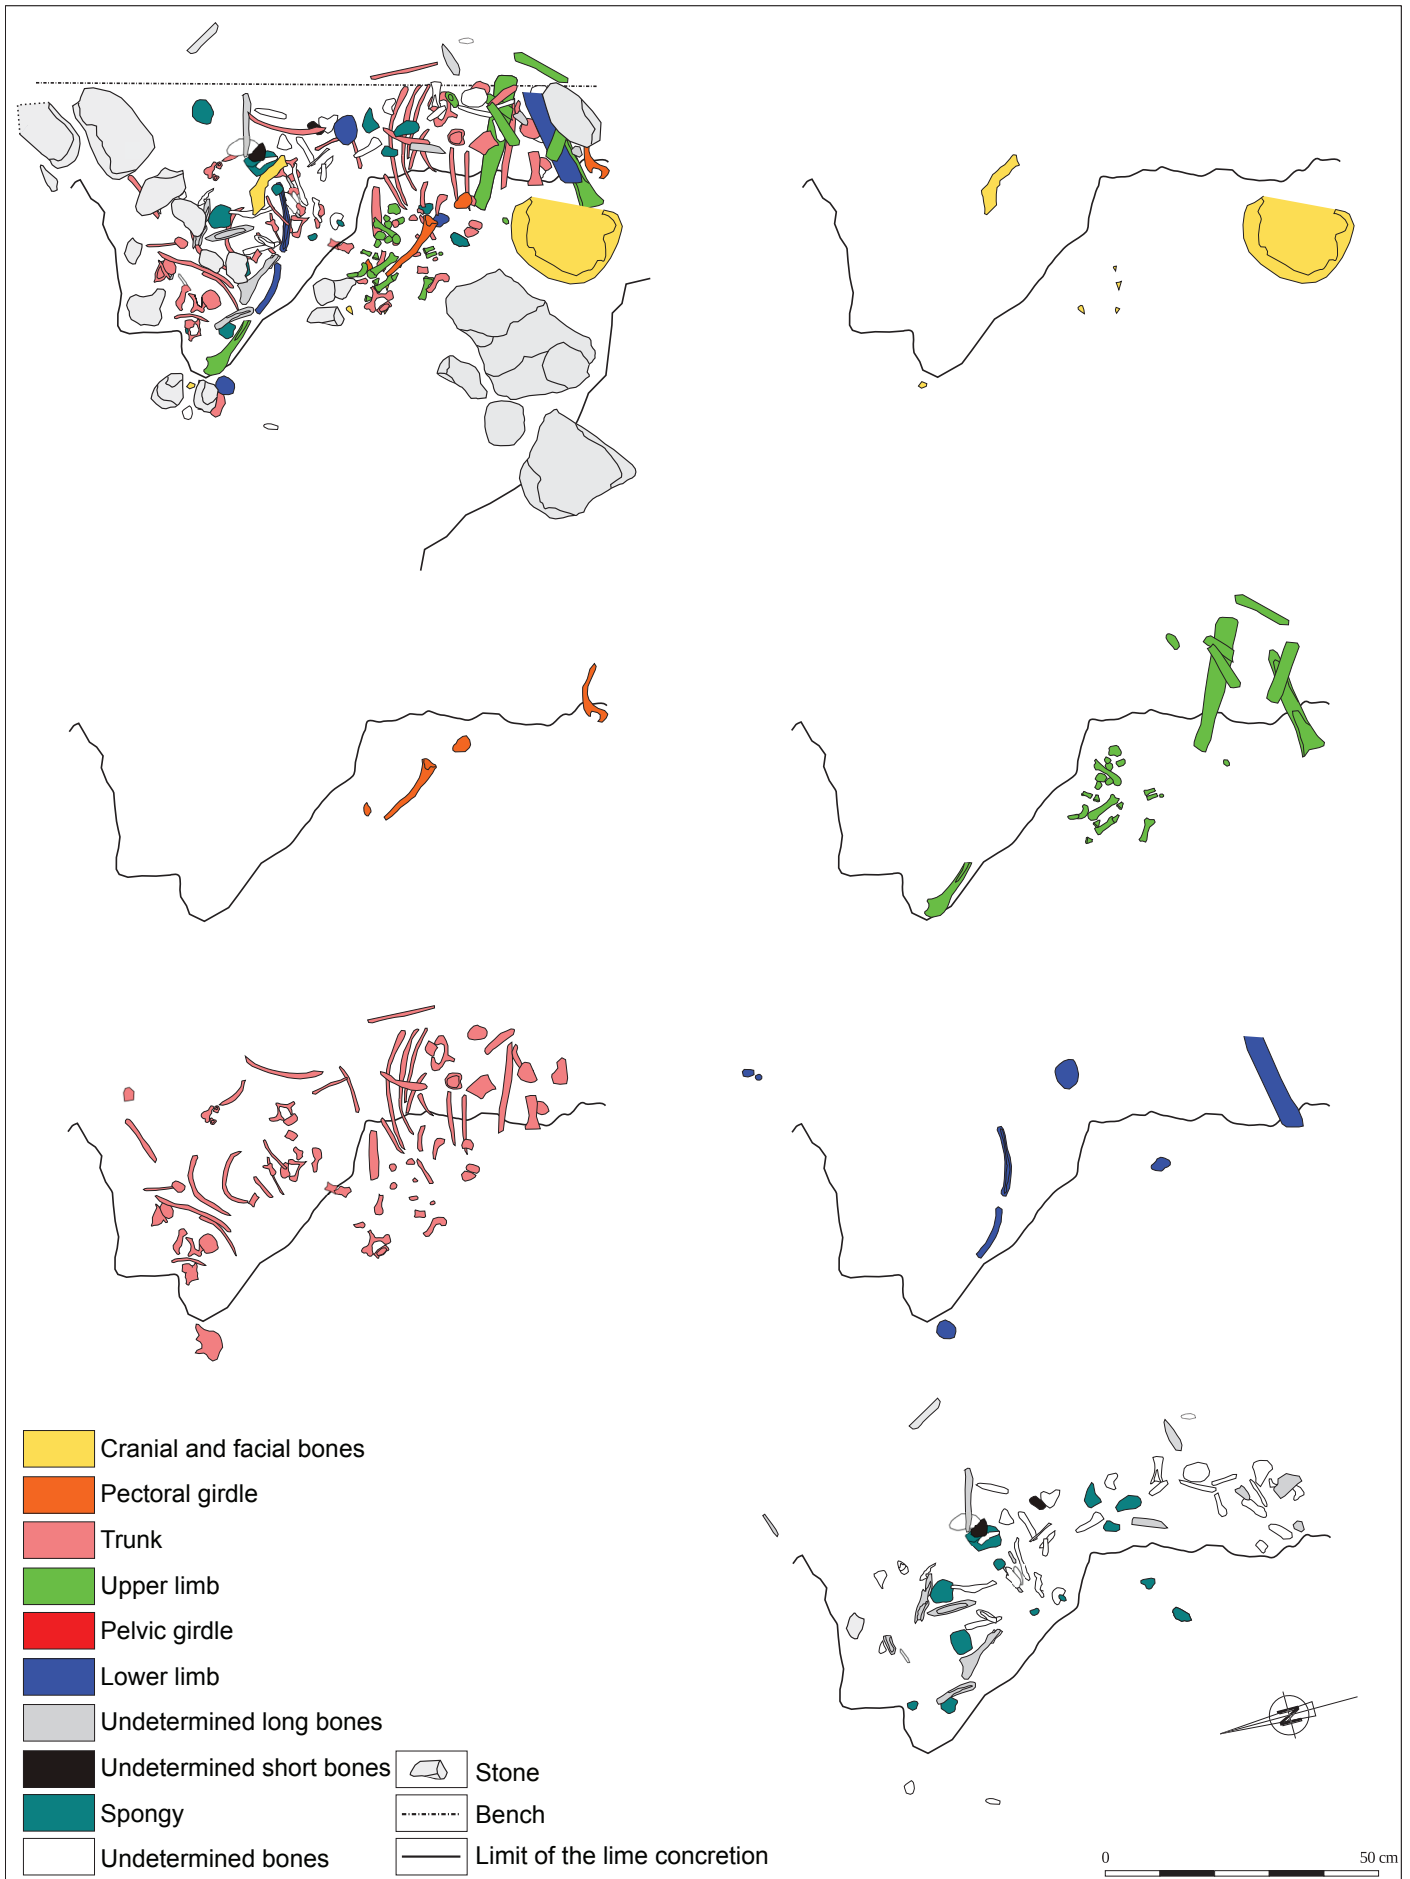 Cranial and facial bones
Pectoral girdle
Trunk
Upper limb
Pelvic girdle
Lower limb
Undetermined long bones
Undetermined short bones
Spongy
Undetermined bones
Stone
Bench
Limit of the lime concretion
N
0 50 cm